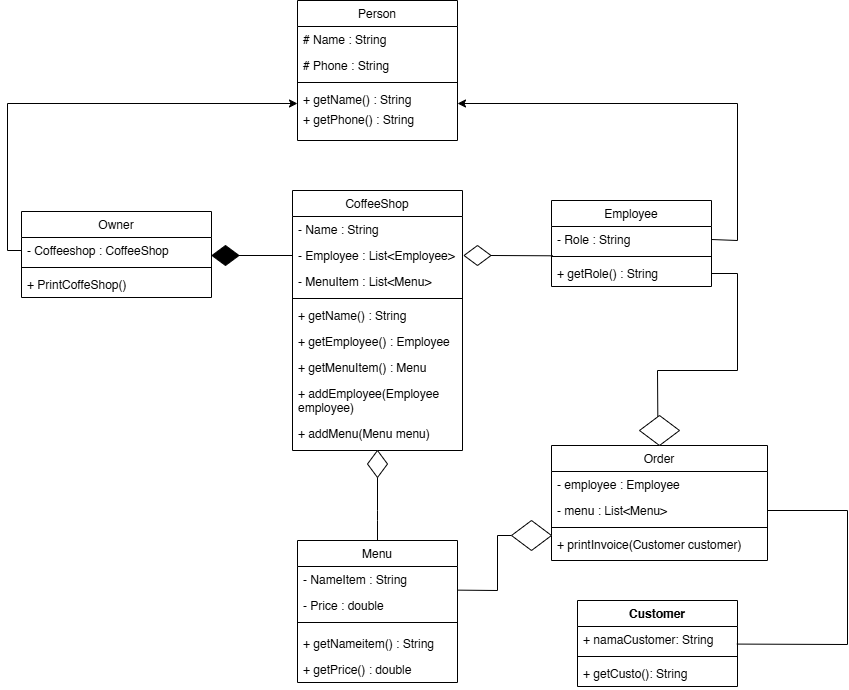 Person
# Name : String
# Phone : String
+ getName() : String
+ getPhone() : String
Owner
- Coffeeshop : CoffeeShop
+ PrintCoffeShop()
CoffeeShop
- Name : String
- Employee : List<Employee>
- MenuItem : List<Menu>
+ getName() : String
+ getEmployee() : Employee
+ getMenuItem() : Menu
+ addEmployee(Employee
employee)
+ addMenu(Menu menu)
Employee
- Role : String
+ getRole() : String
Order
- employee : Employee
- menu : List<Menu>
+ printInvoice(Customer customer)
Menu
- NameItem : String
- Price : double
+ getNameitem() : String
+ getPrice() : double
Customer
+ namaCustomer: String
+ getCusto(): String